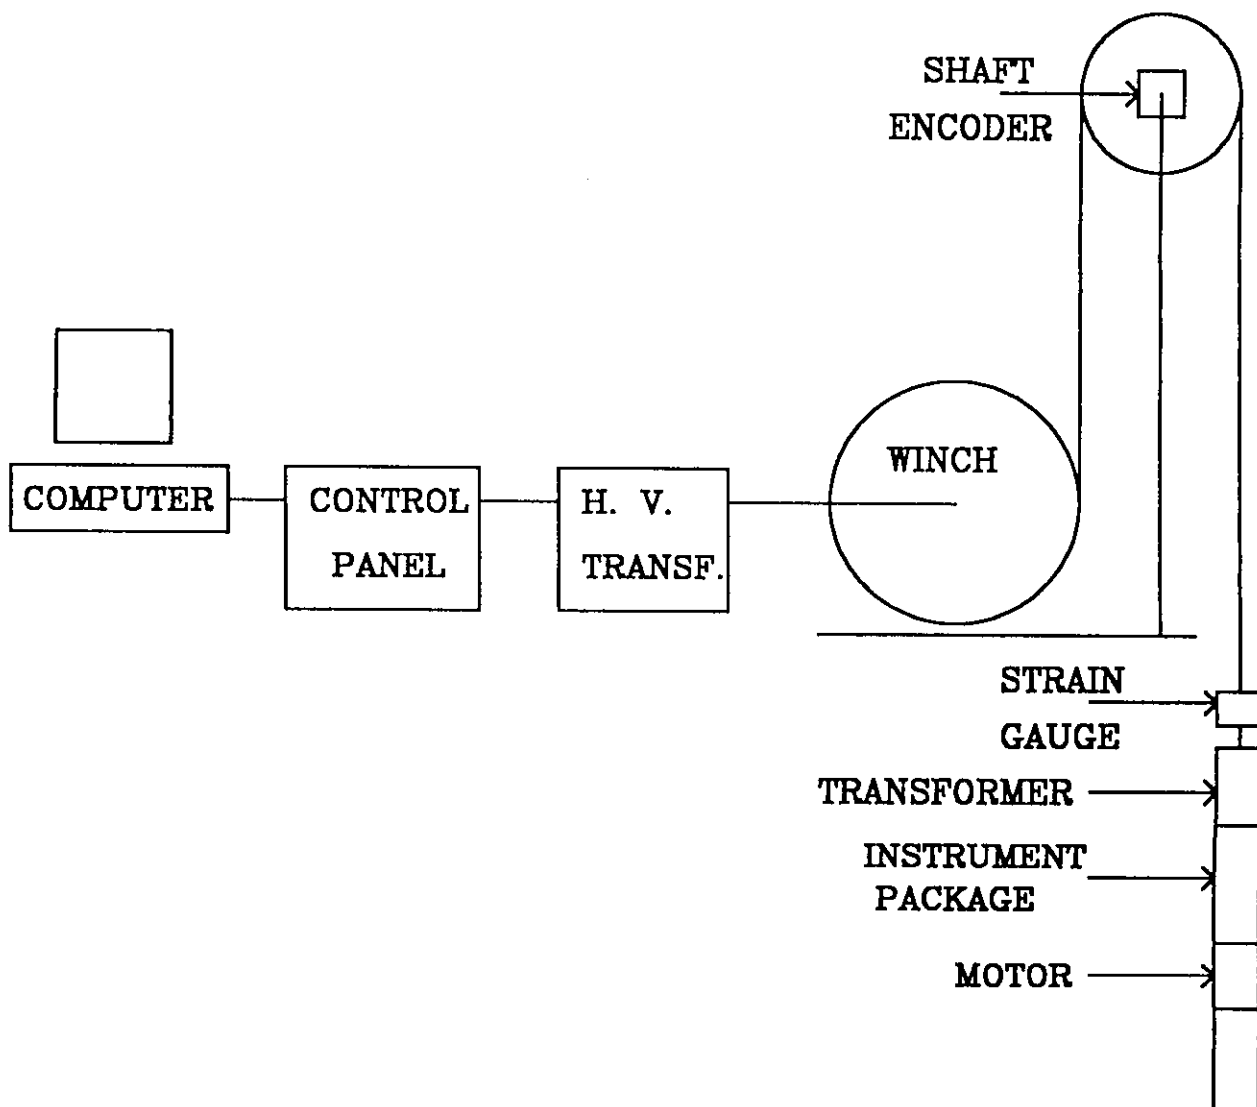 SHAFT
ENCODER
WINCH
COMPUTER
CONTROL
PANEL
H. V.
TRANSF.
STRAIN
GAUGE
TRANSFORMER
INSTRUMENT
PACKAGE
MOTOR